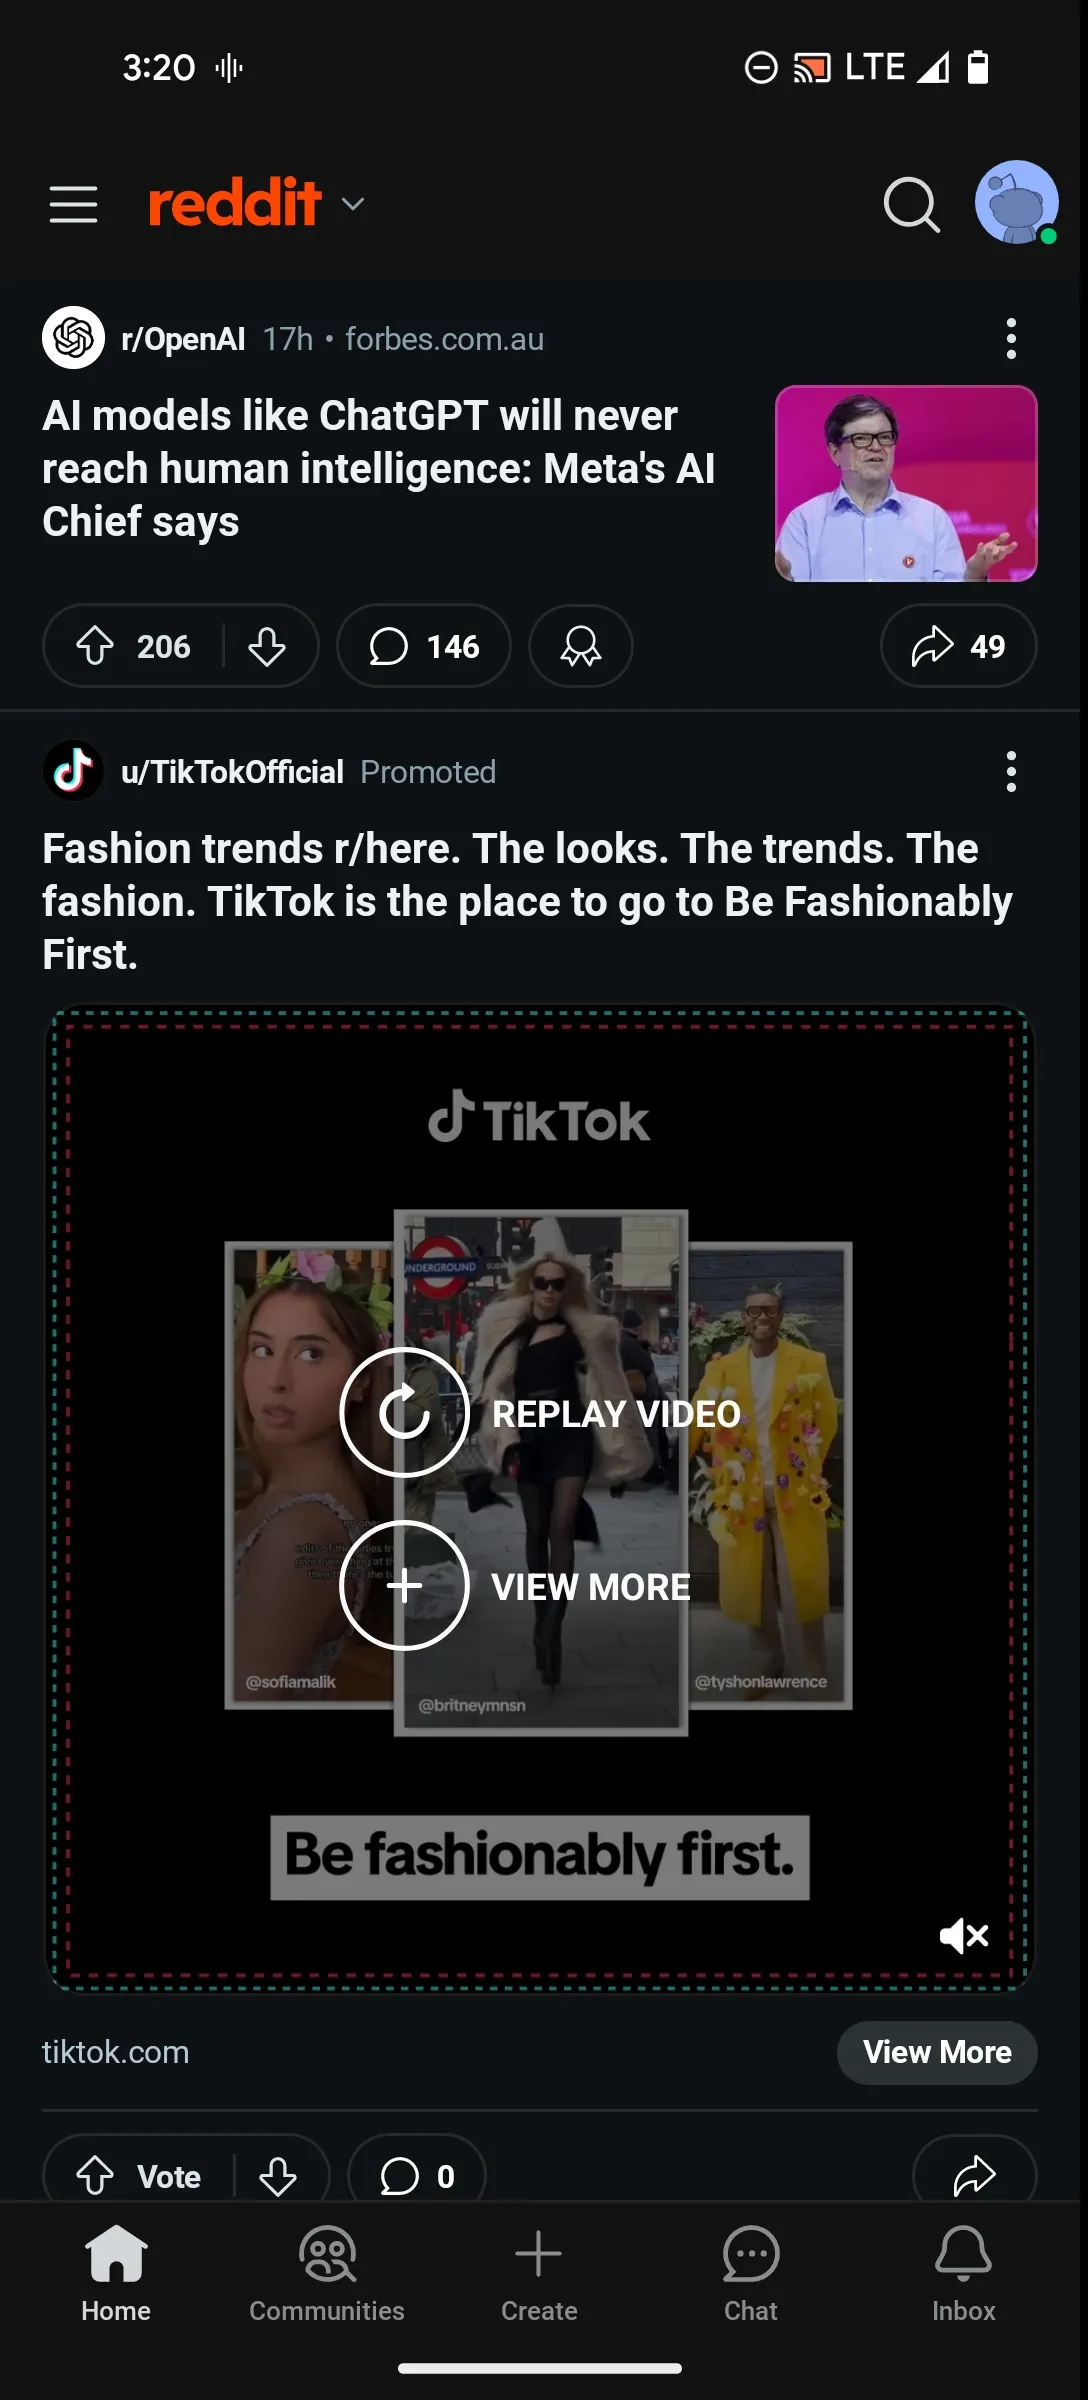 3:20
LTE
reddit
r/OpenAI 17h • forbes.com.au
AI models like ChatGPT will never
reach human intelligence: Meta's AI
Chief says
206
146
49
u/TikTokOfficial Promoted
Fashion trends r/here. The looks. The trends. The
fashion. TikTok is the place to go to Be Fashionably
First.
TikTok
UNDERGROUND
REPLAY VIDEO
VIEW MORE
@sofiamalik
@britneymnsn
@tyshonlawrence
Be fashionably first.
tiktok.com
View More
Vote
0
Home
Communities
Create
Chat
Inbox